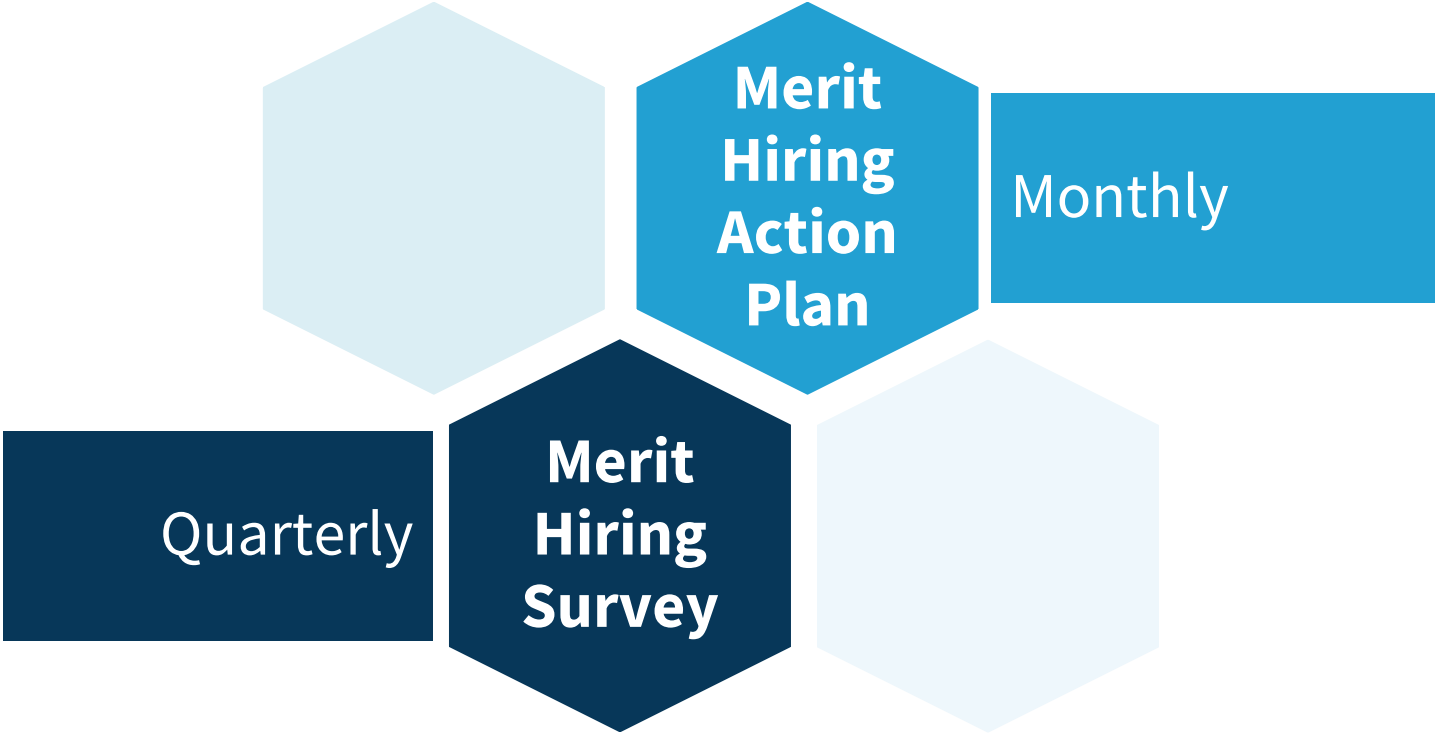 Merit
Hiring
Action
Plan
Monthly
Quarterly
Merit
Hiring
Survey